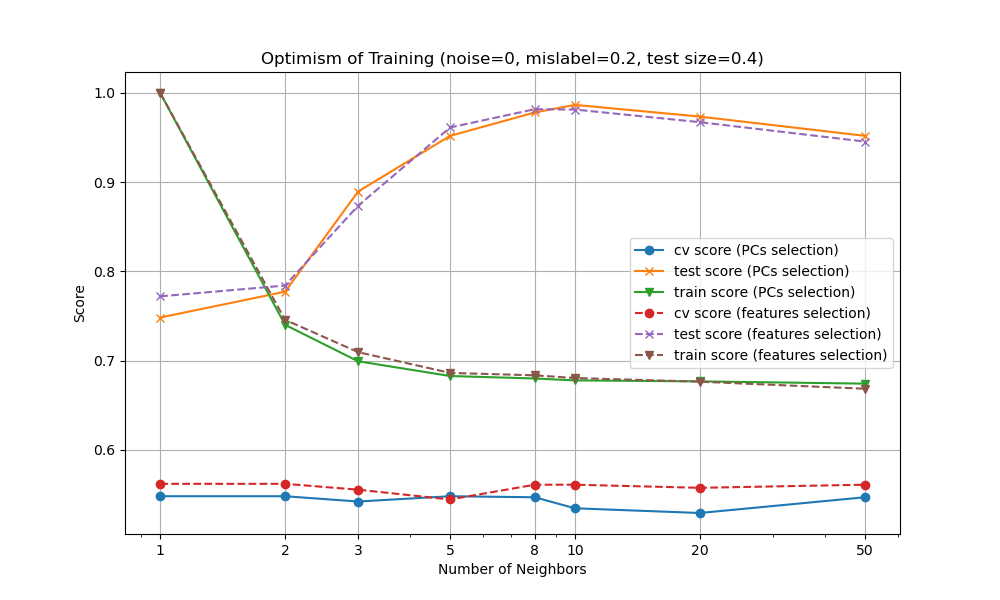 Optimism of Training (noise=0, mislabel=0.2, test size=0.4)
1.0
0.9
0.8
0.7
0.6
Score
cv score (PCs selection)
test score (PCs selection)
train score (PCs selection)
cv score (features selection)
test score (features selection)
train score (features selection)
1 2 3 5 8 10 20 50
Number of Neighbors